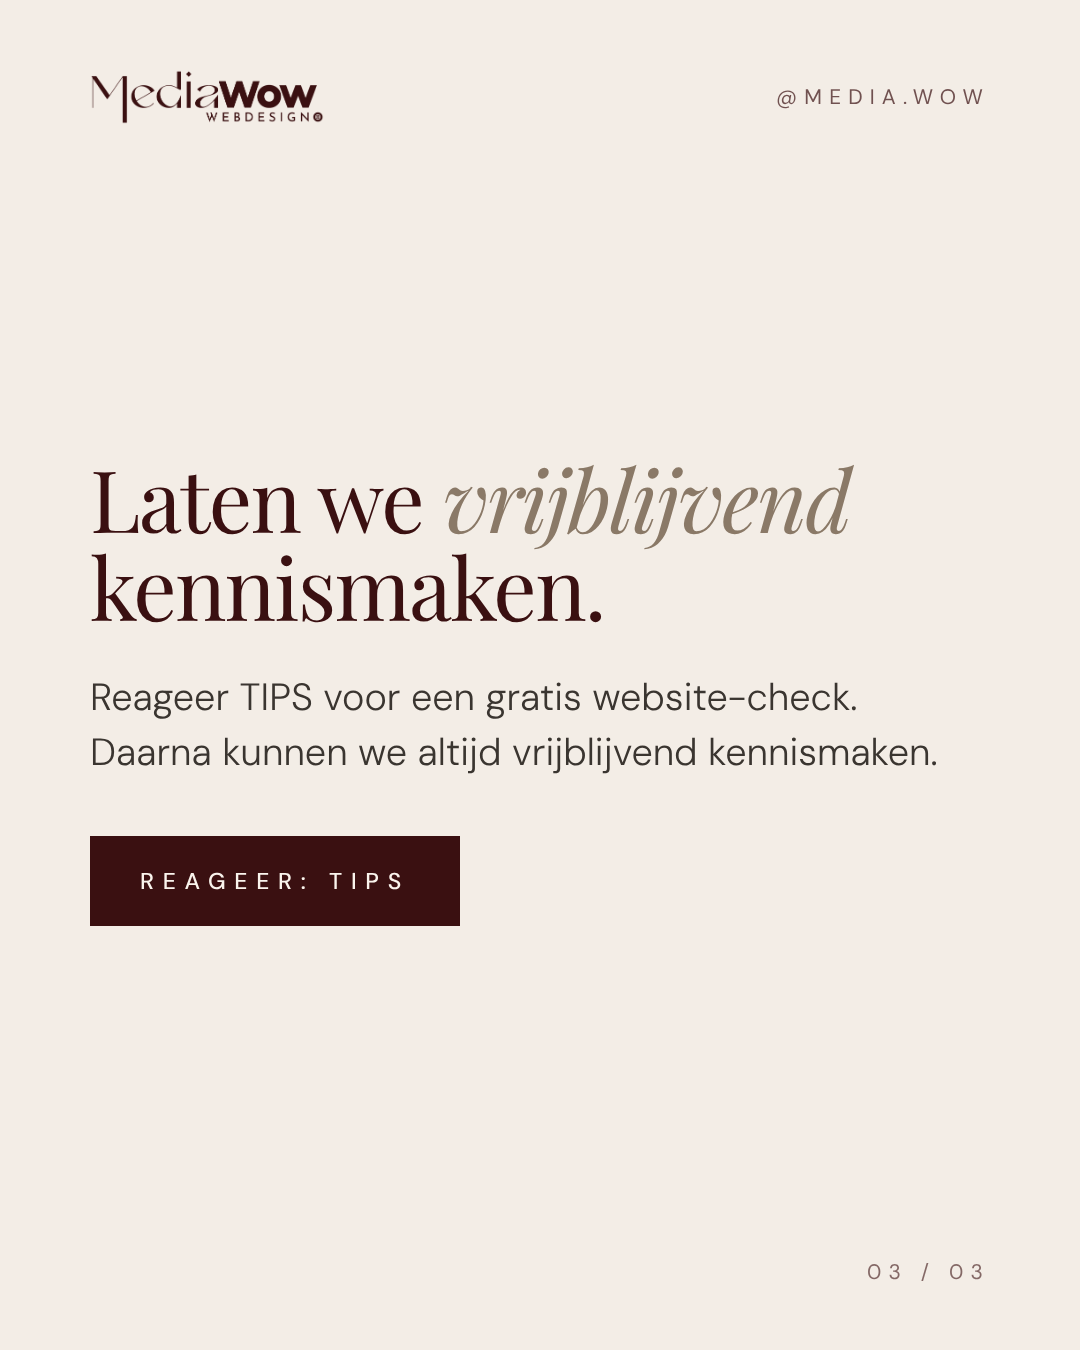 MediaWow
WEBDESIGN
@MEDIA.WOW
Laten we vrijblijvend
kennismaken.
Reageer TIPS voor een gratis website-check.
Daarna kunnen we altijd vrijblijvend kennismaken.
REAGEER: TIPS
03 / 03